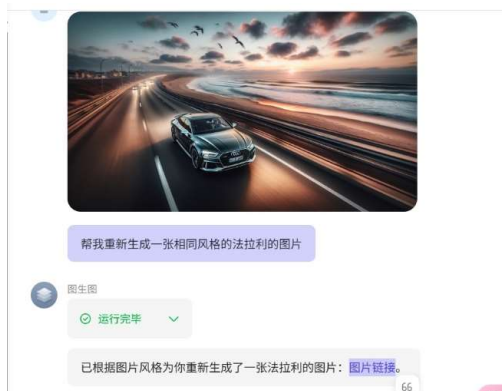 帮我重新生成一张相同风格的法拉利的图片
图生图
运行完毕
已根据图片风格为你重新生成了一张法拉利的图片：图片链接。
66